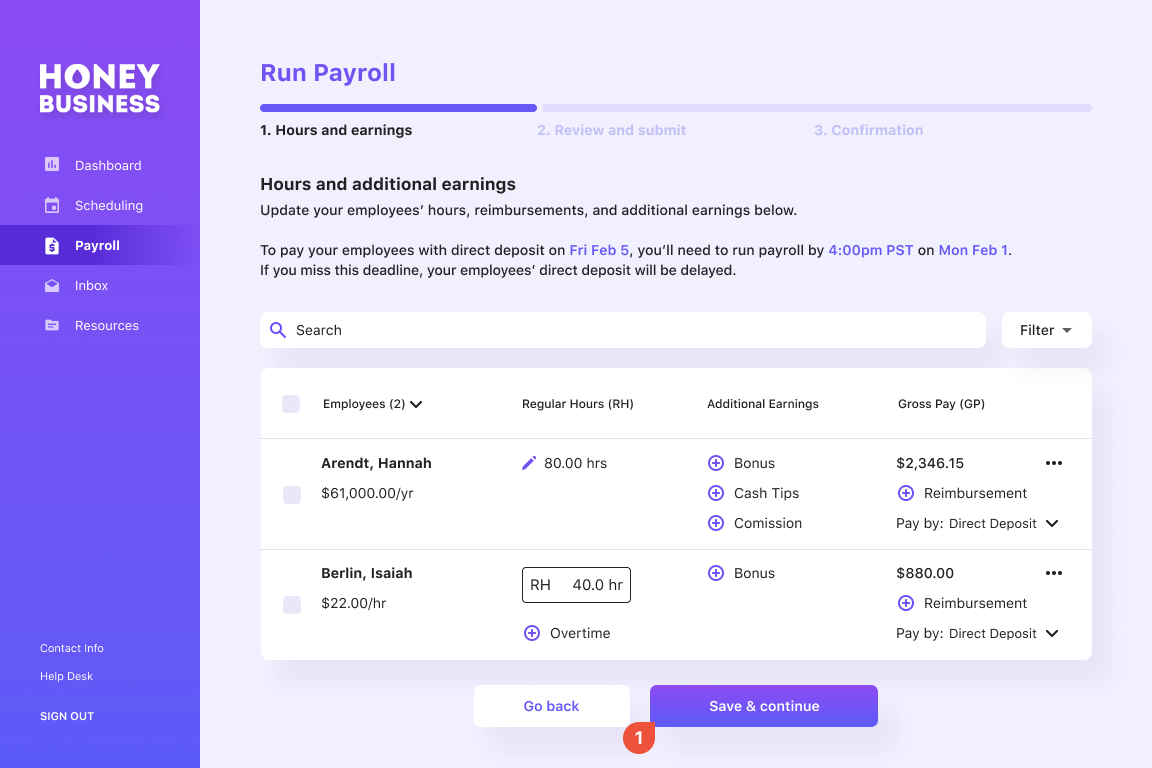 HONEY
BUSINESS
Dashboard
Scheduling
Payroll
Inbox
Resources
Contact Info
Help Desk
SIGN OUT
Run Payroll
1. Hours and earnings
2. Review and submit
3. Confirmation
Hours and additional earnings
Update your employees’ hours, reimbursements, and additional earnings below.
To pay your employees with direct deposit on Fri Feb 5, you’ll need to run payroll by 4:00pm PST on Mon Feb 1.
If you miss this deadline, your employees’ direct deposit will be delayed.
Search
Filter
Employees (2)
Regular Hours (RH)
Additional Earnings
Gross Pay (GP)
Arendt, Hannah
$61,000.00/yr
80.00 hrs
Bonus
Cash Tips
Comission
$2,346.15
Reimbursement
Pay by: Direct Deposit
Berlin, Isaiah
$22.00/hr
RH 40.0 hr
Overtime
Bonus
$880.00
Reimbursement
Pay by: Direct Deposit
Go back
Save & continue
1